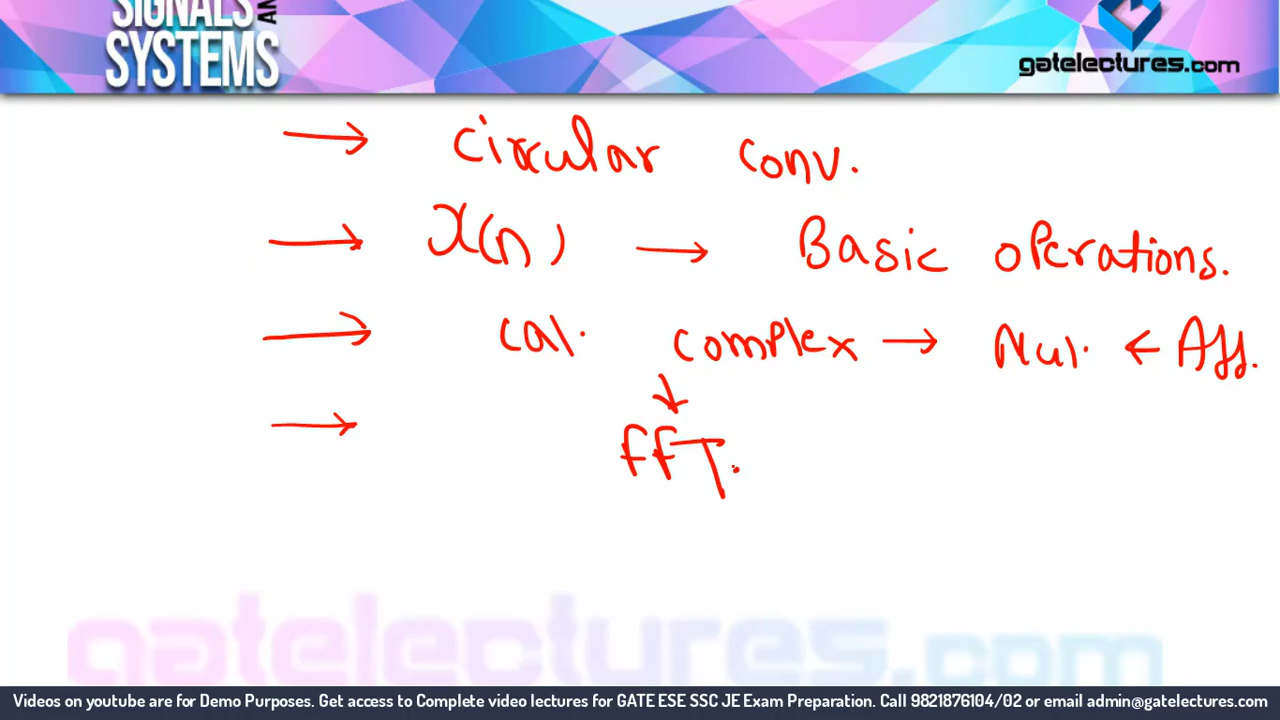 SIGNALS AND
SYSTEMS
gatelectures.com
→ circular conv.
→ x(n) → Basic operations.
→ cal. complex → Mul. ← Aff.
↓
→ FFT.
gatelectures.com
Videos on youtube are for Demo Purposes. Get access to Complete video lectures for GATE ESE SSC JE Exam Preparation. Call 9821876104/02 or email admin@gatelectures.com